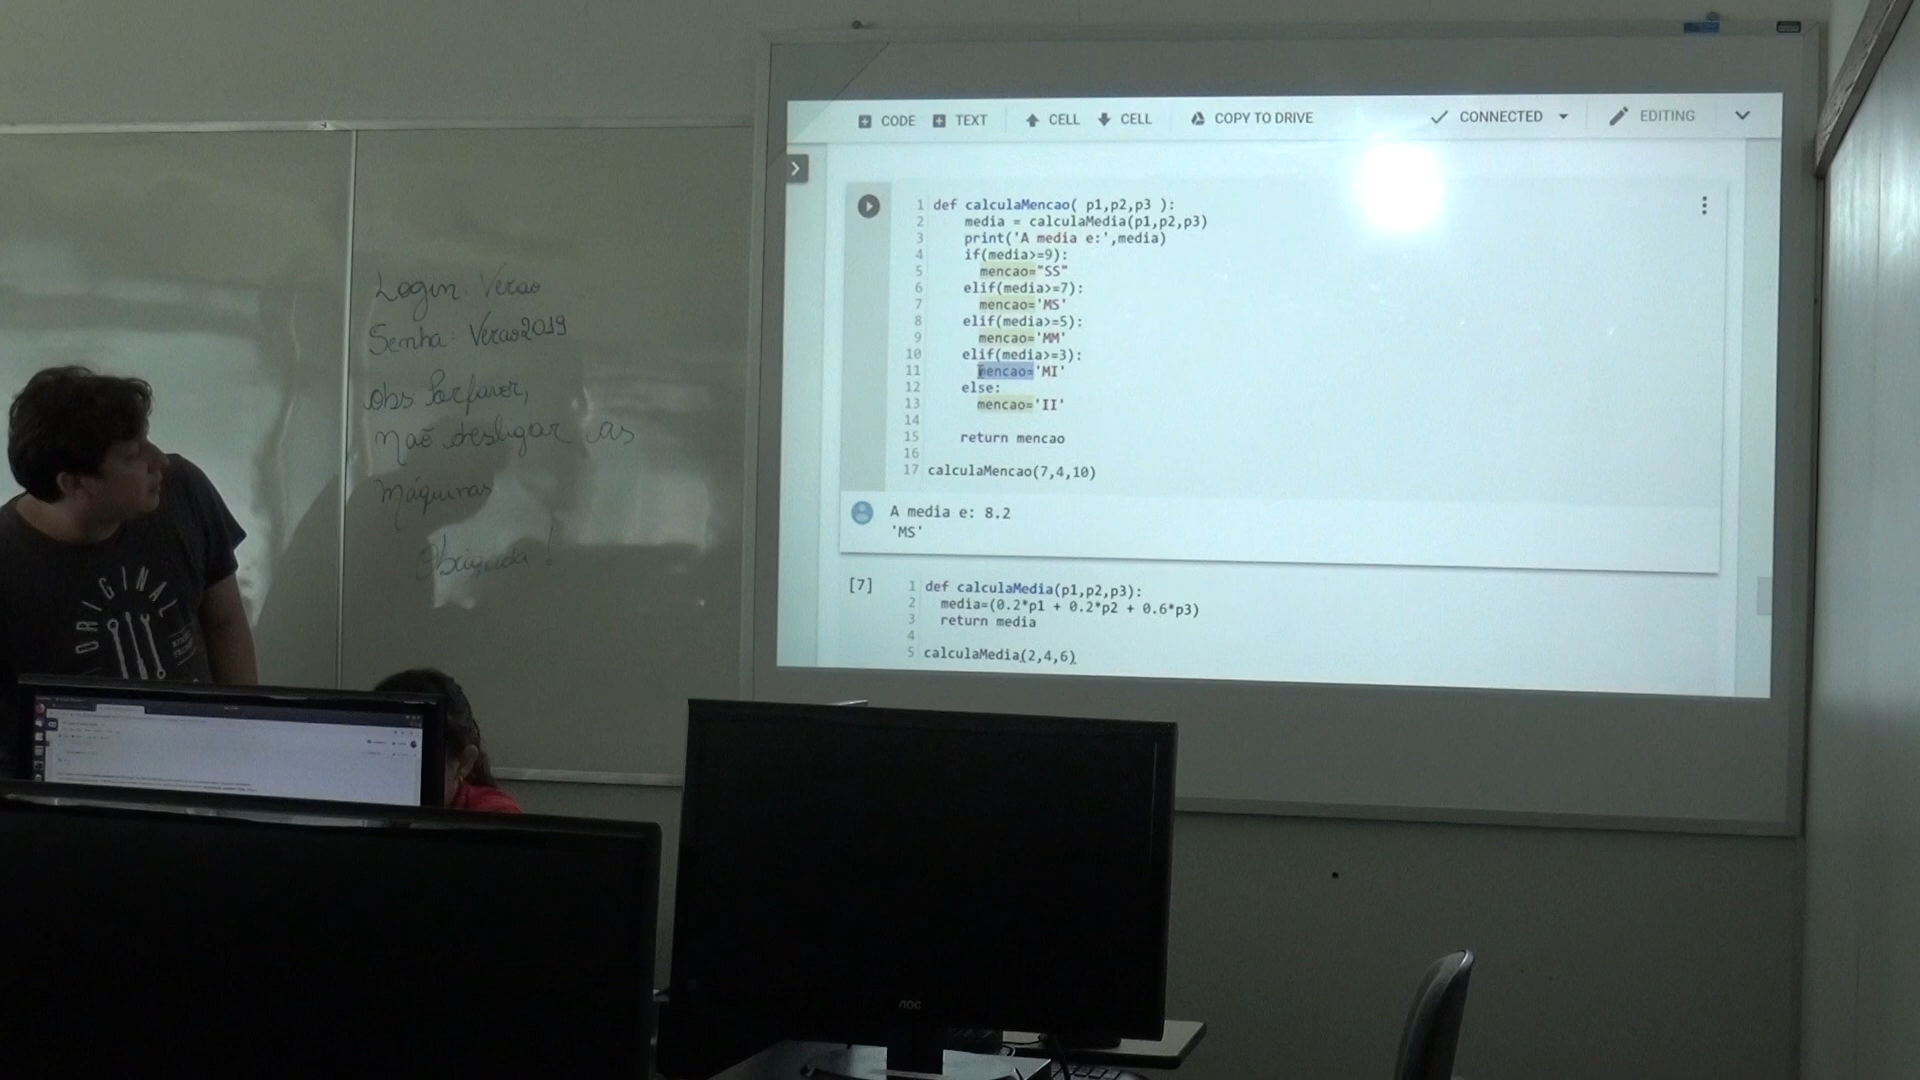 Login: Verao
Senha: Verao2019
obs: Porfavor,
naõ desligar as
máquinas
Obrigada!
CODE TEXT CELL CELL COPY TO DRIVE CONNECTED EDITING
1 def calculaMencao( p1,p2,p3 ):
2 media = calculaMedia(p1,p2,p3)
3 print('A media e:',media)
4 if(media>=9):
5 mencao="SS"
6 elif(media>=7):
7 mencao='MS'
8 elif(media>=5):
9 mencao='MM'
10 elif(media>=3):
11 mencao='MI'
12 else:
13 mencao='II'
14
15 return mencao
16
17 calculaMencao(7,4,10)
A media e: 8.2
'MS'
[7] 1 def calculaMedia(p1,p2,p3):
2 media=(0.2*p1 + 0.2*p2 + 0.6*p3)
3 return media
4
5 calculaMedia(2,4,6)
ORIGINAL
AOC